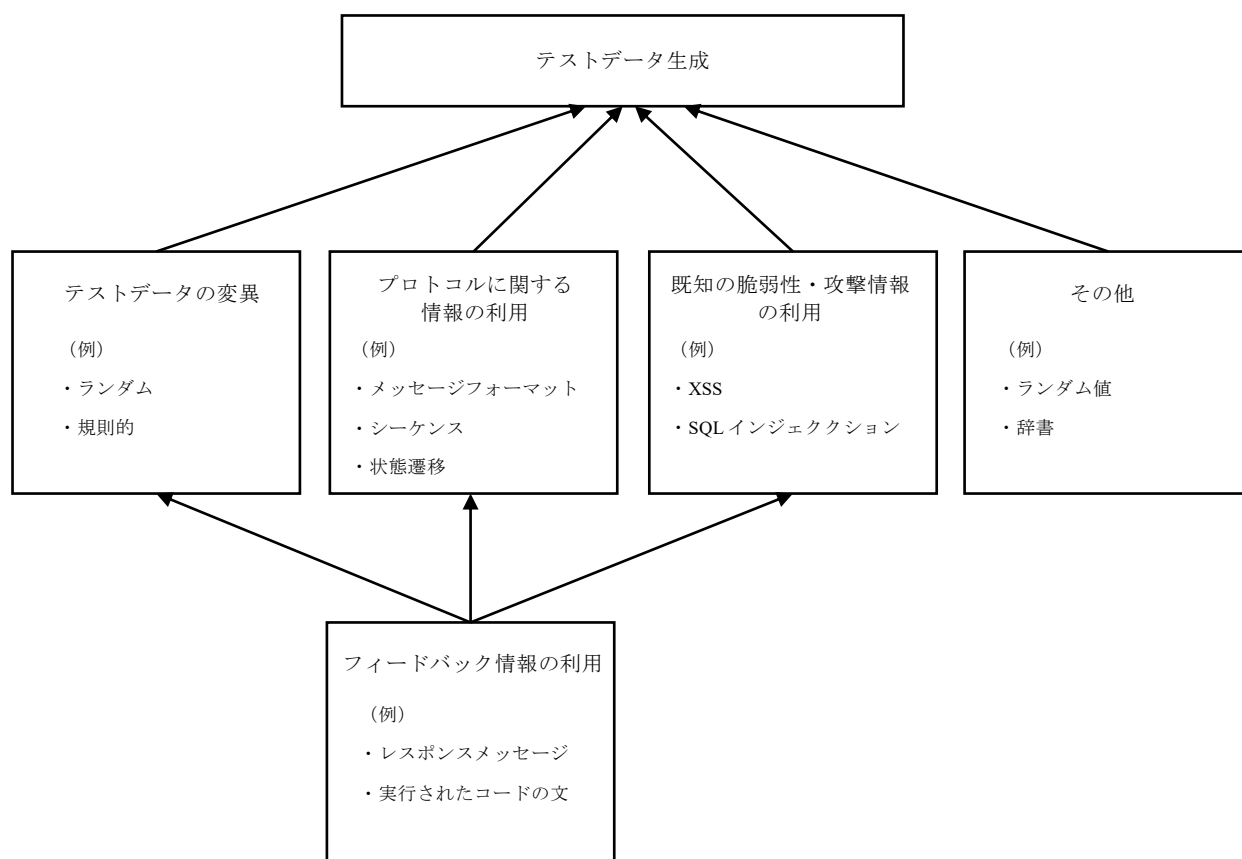 テストデータ生成
テストデータの変異
（例）
・ランダム
・規則的
プロトコルに関する
情報の利用
（例）
・メッセージフォーマット
・シーケンス
・状態遷移
既知の脆弱性・攻撃情報
の利用
（例）
・XSS
・SQL インジェククション
その他
（例）
・ランダム値
・辞書
フィードバック情報の利用
（例）
・レスポンスメッセージ
・実行されたコードの文